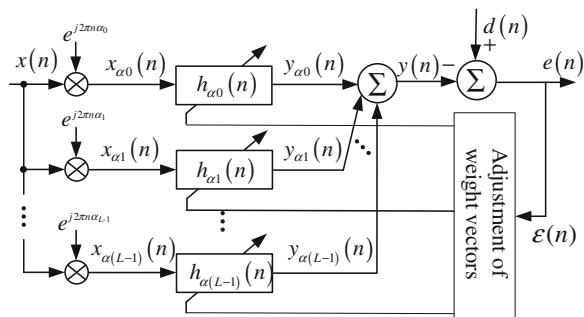 d(n)
e^{j2πnα_0}
x(n) x_{α0}(n) h_{α0}(n) y_{α0}(n) Σ y(n) − + Σ e(n)
e^{j2πnα_1}
x_{α1}(n) h_{α1}(n) y_{α1}(n)
e^{j2πnα_{L-1}}
x_{α(L−1)}(n) h_{α(L−1)}(n) y_{α(L−1)}(n)
Adjustment of
weight vectors
ε(n)